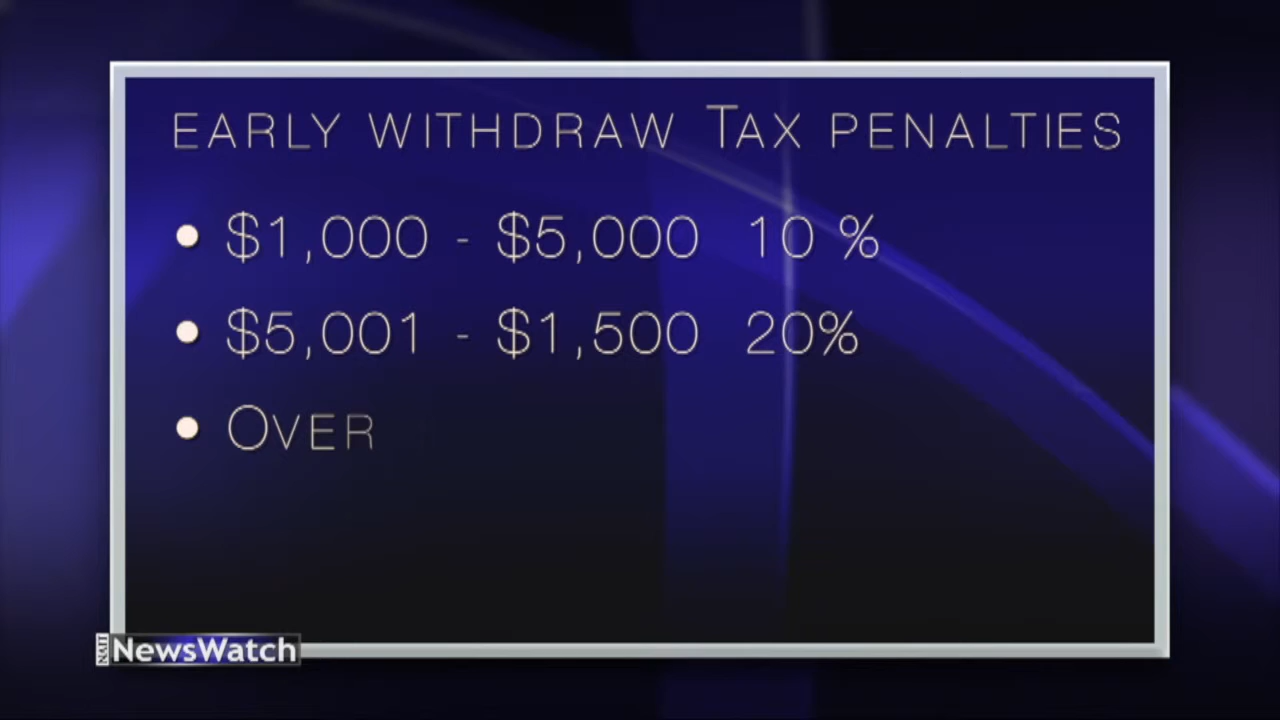 EARLY WITHDRAW TAX PENALTIES
• $1,000 - $5,000 10 %
• $5,001 - $1,500 20%
• OVER
NewsWatch